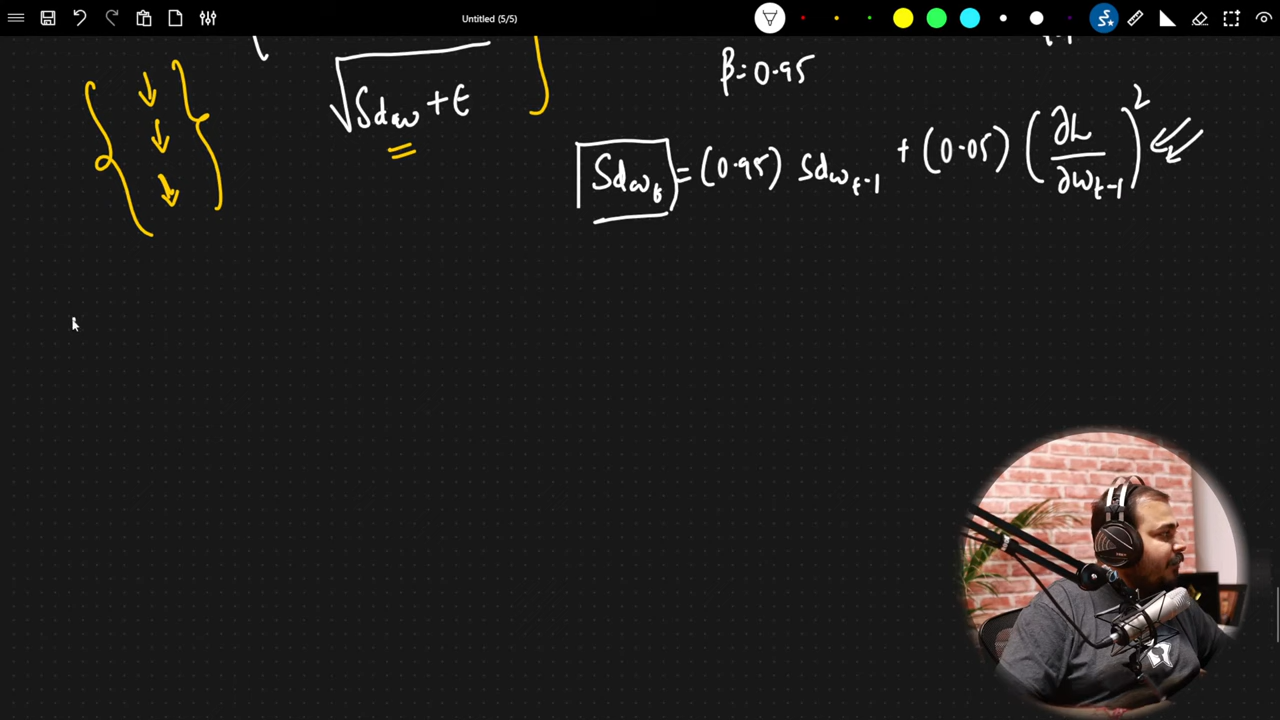 Untitled (5/5)
β = 0.95
√Sdw + ε
Sdw_t = (0.95) Sdw_t-1 + (0.05) (∂L / ∂w_t-1)²